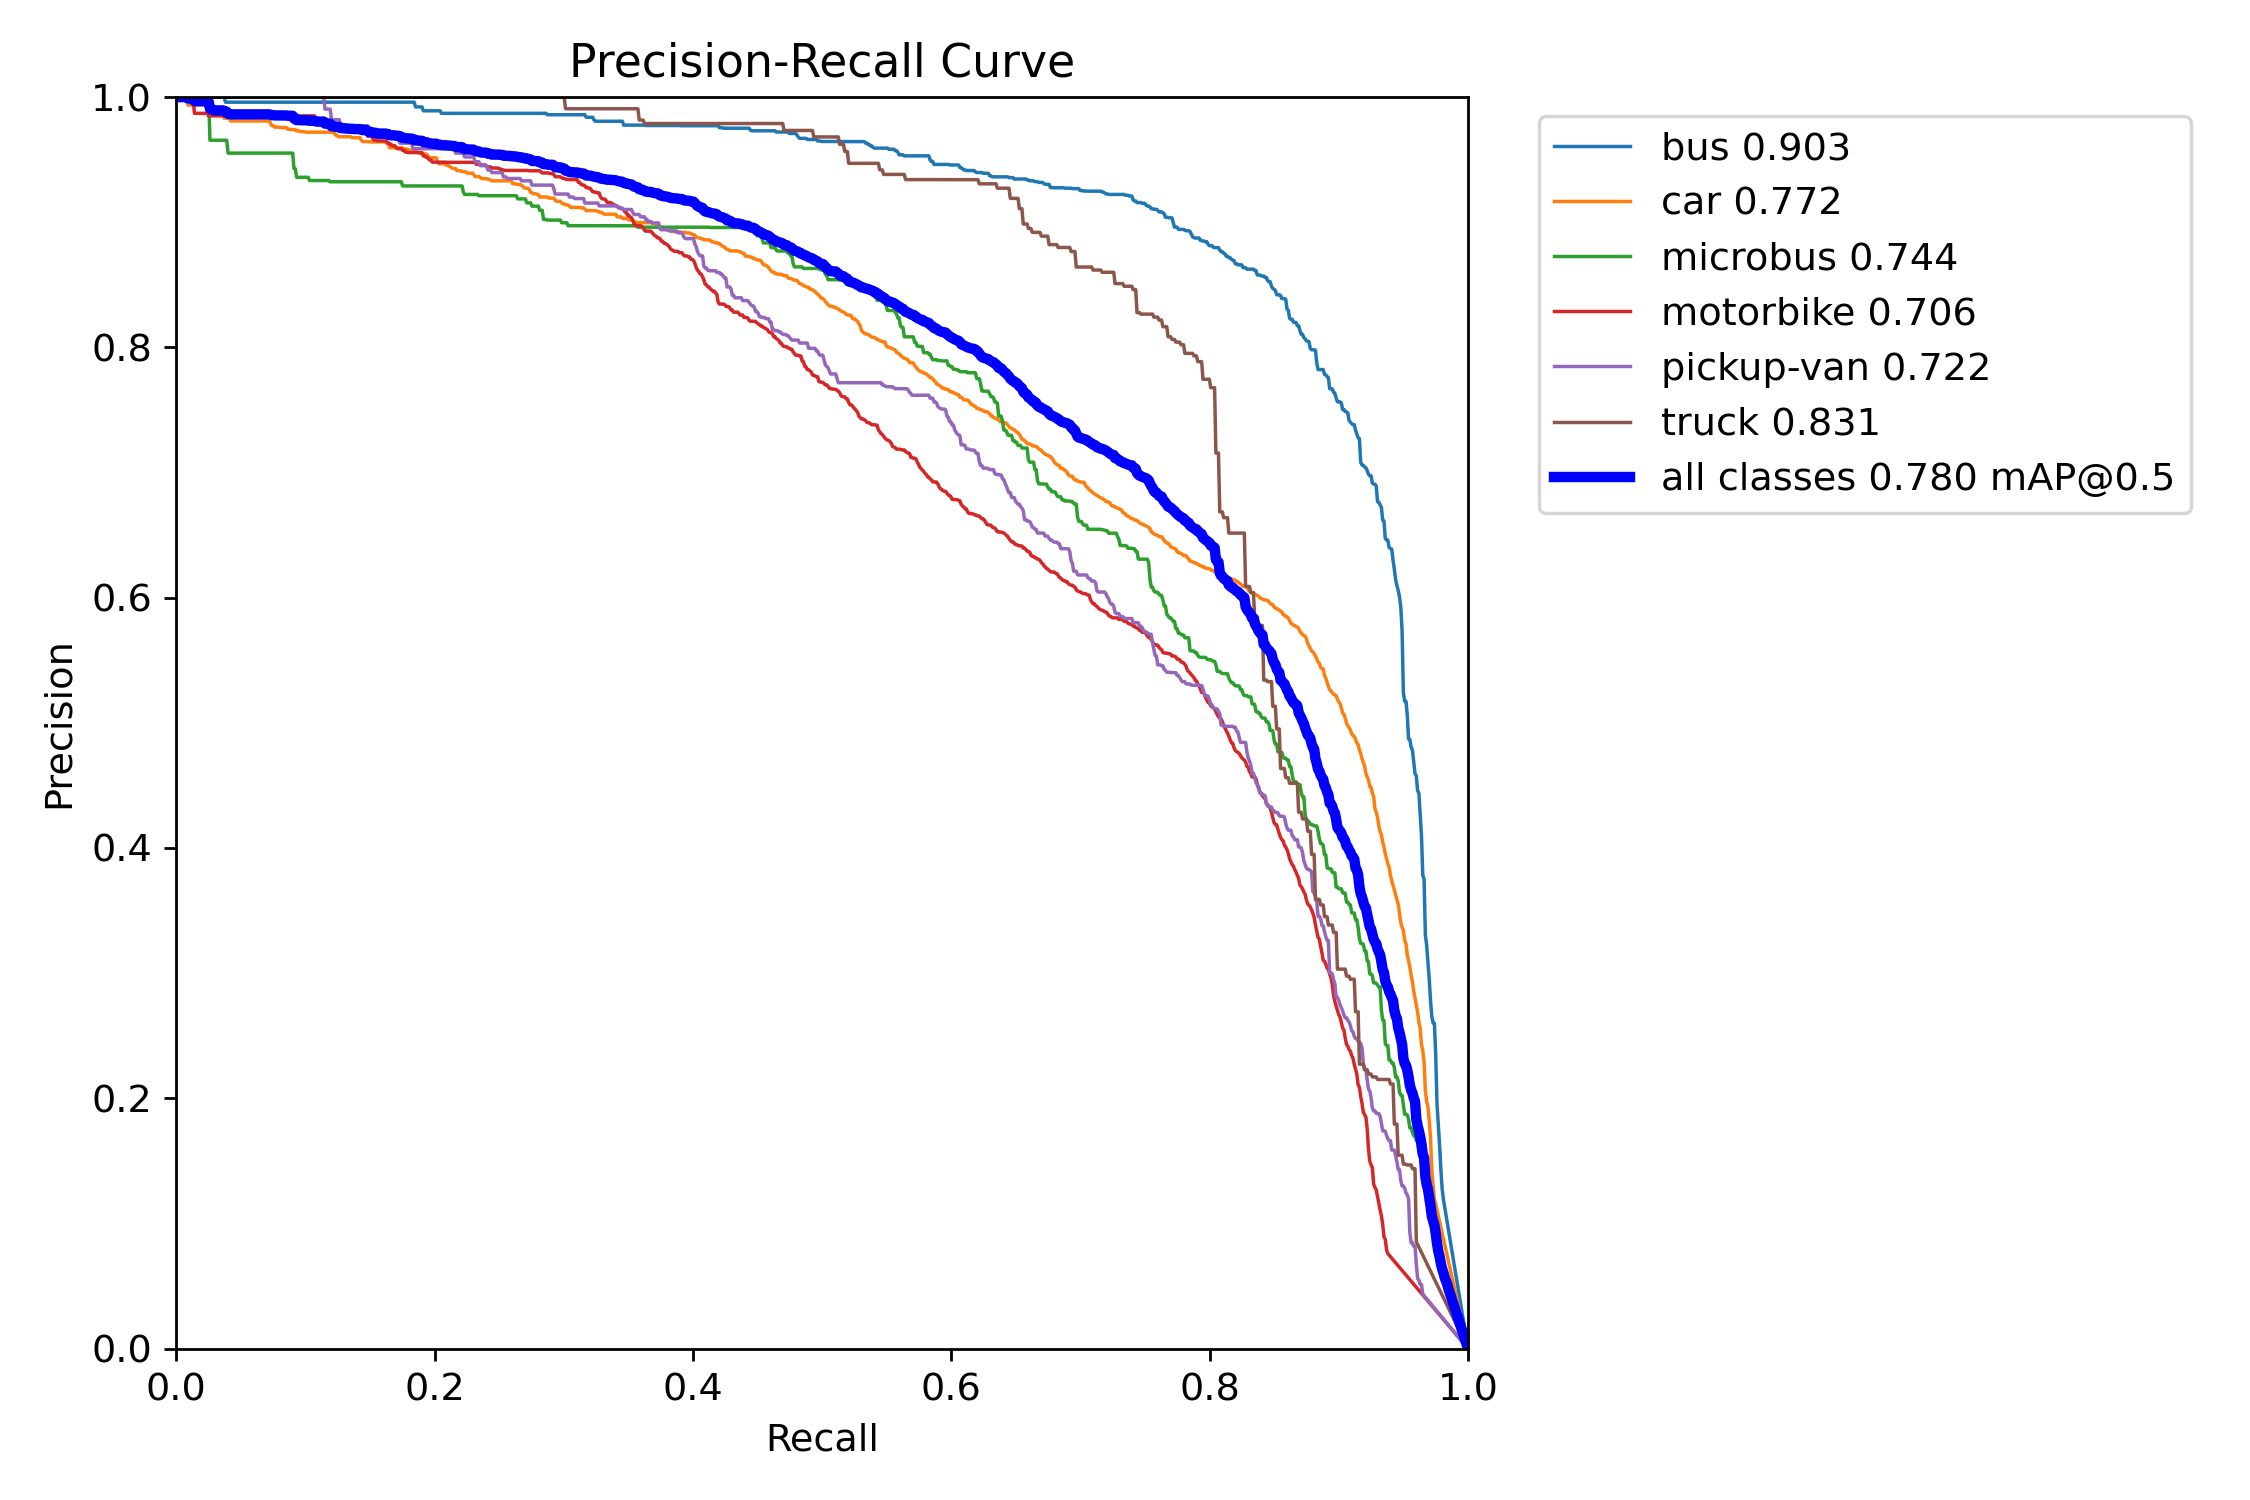 Precision-Recall Curve
1.0
0.8
0.6
0.4
0.2
0.0
Precision
0.0 0.2 0.4 0.6 0.8 1.0
Recall
bus 0.903
car 0.772
microbus 0.744
motorbike 0.706
pickup-van 0.722
truck 0.831
all classes 0.780 mAP@0.5